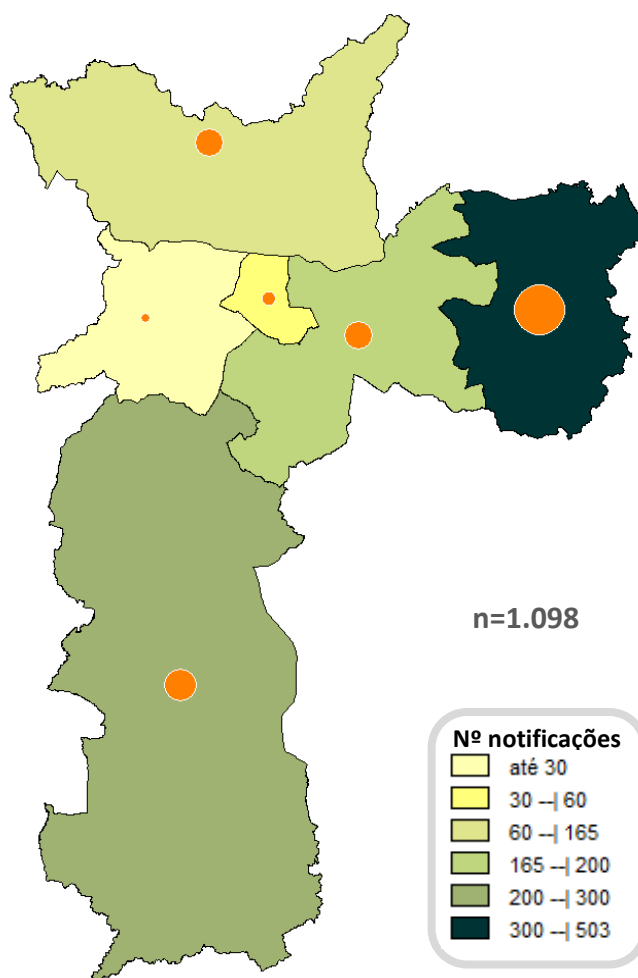 n=1.098
Nº notificações
até 30
30 --| 60
60 --| 165
165 --| 200
200 --| 300
300 --| 503